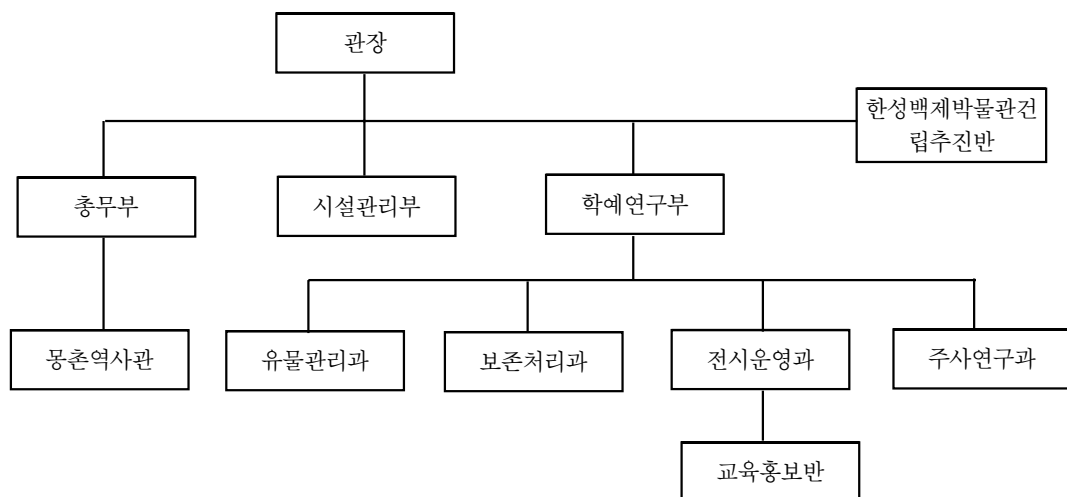 관장
한성백제박물관건
립추진반
총무부
시설관리부
학예연구부
몽촌역사관
유물관리과
보존처리과
전시운영과
주사연구과
교육홍보반